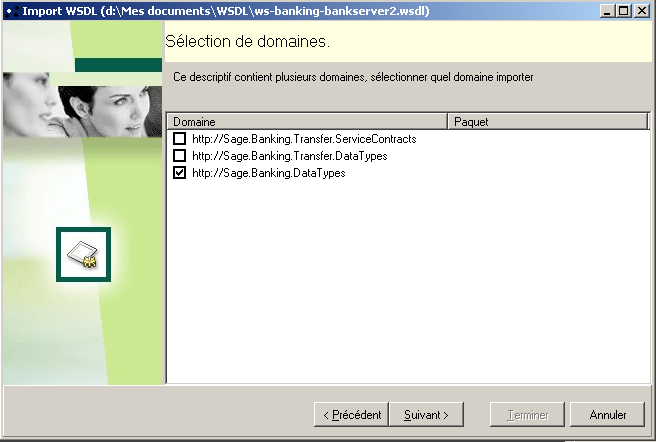 Import WSDL (d:\Mes documents\WSDL\ws-banking-bankserver2.wsdl)
Sélection de domaines.
Ce descriptif contient plusieurs domaines, sélectionner quel domaine importer
Domaine Paquet
http://Sage.Banking.Transfer.ServiceContracts
http://Sage.Banking.Transfer.DataTypes
http://Sage.Banking.DataTypes
< Précédent Suivant > Terminer Annuler